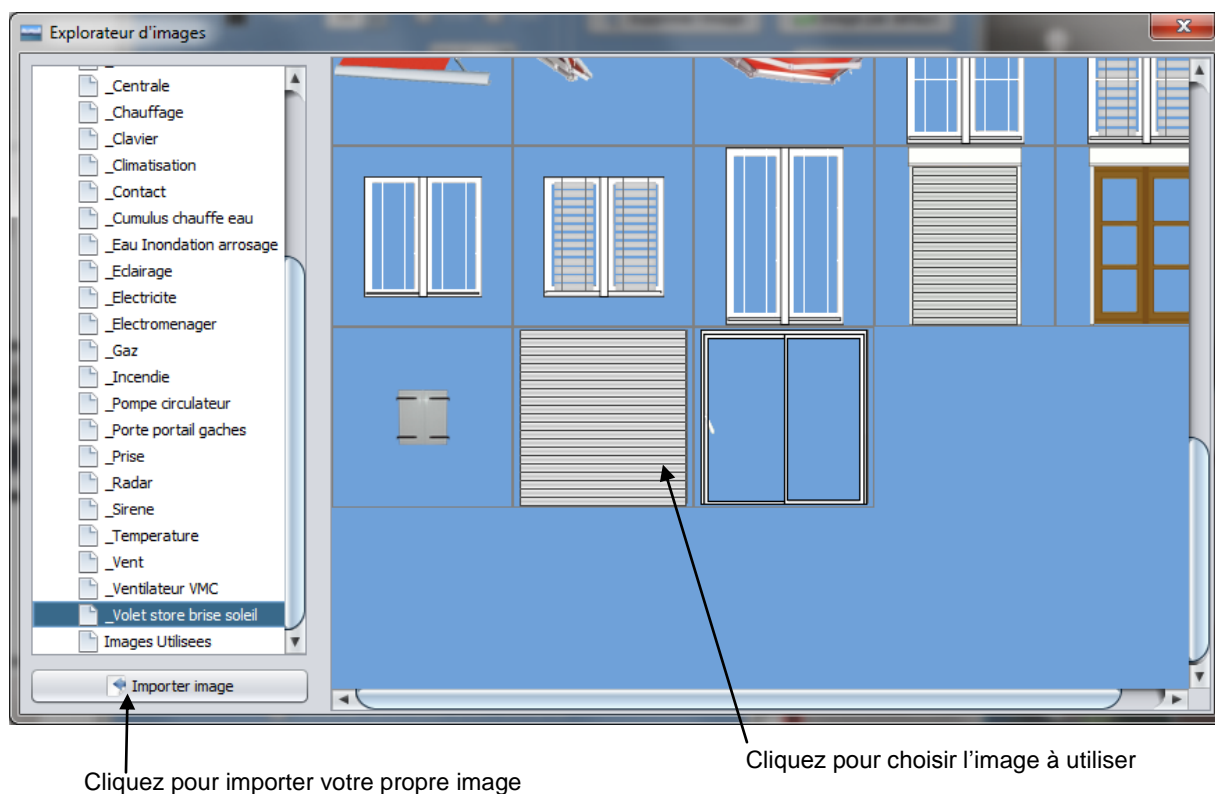 Explorateur d'images
_Centrale
_Chauffage
_Clavier
_Climatisation
_Contact
_Cumulus chauffe eau
_Eau Inondation arrosage
_Eclairage
_Electricite
_Electromenager
_Gaz
_Incendie
_Pompe circulateur
_Porte portail gaches
_Prise
_Radar
_Sirene
_Temperature
_Vent
_Ventilateur VMC
_Volet store brise soleil
Images Utilisees
Importer image
Cliquez pour choisir l'image à utiliser
Cliquez pour importer votre propre image